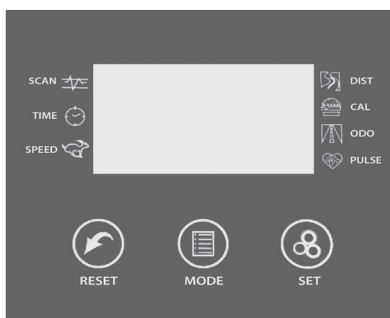 SCAN
TIME
SPEED
DIST
CAL
ODO
PULSE
RESET
MODE
SET